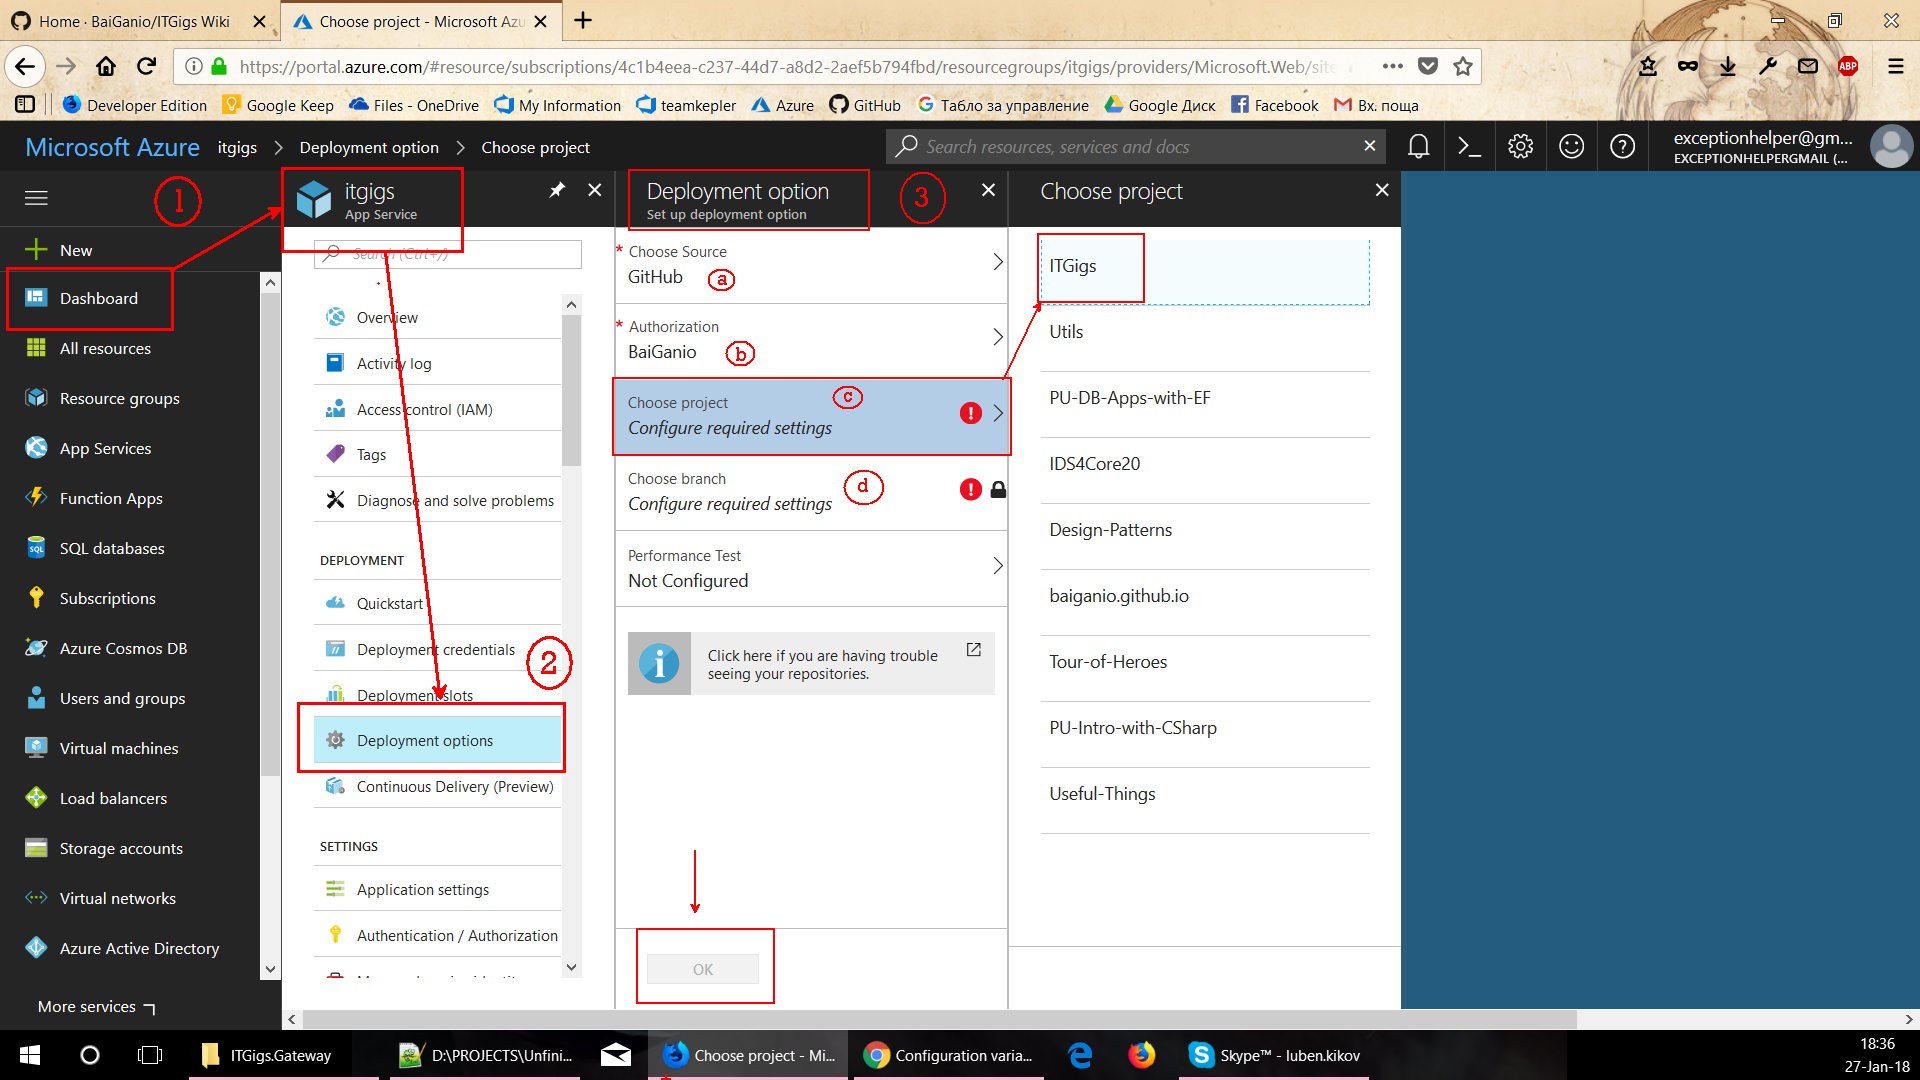 Home · BaiGanio/ITGigs Wiki
Choose project - Microsoft Azu
https://portal.azure.com/#resource/subscriptions/4c1b4eea-c237-44d7-a8d2-2aef5b794fbd/resourcegroups/itgigs/providers/Microsoft.Web/site
ABP
Developer Edition
Google Keep
Files - OneDrive
My Information
teamkepler
Azure
GitHub
Табло за управление
Google Диск
Facebook
Вх. поща
Microsoft Azure
itgigs
Deployment option
Choose project
Search resources, services and docs
exceptionhelper@gm...
EXCEPTIONHELPERGMAIL (...
1
New
Dashboard
All resources
Resource groups
App Services
Function Apps
SQL databases
Subscriptions
Azure Cosmos DB
Users and groups
Virtual machines
Load balancers
Storage accounts
Virtual networks
Azure Active Directory
More services
itgigs
App Service
Search (Ctrl+/)
Overview
Activity log
Access control (IAM)
Tags
Diagnose and solve problems
DEPLOYMENT
Quickstart
Deployment credentials
2
Deployment slots
Deployment options
Continuous Delivery (Preview)
SETTINGS
Application settings
Authentication / Authorization
Deployment option
Set up deployment option
3
* Choose Source
GitHub
a
* Authorization
BaiGanio
b
Choose project
c
Configure required settings
Choose branch
d
Configure required settings
Performance Test
Not Configured
Click here if you are having trouble
seeing your repositories.
OK
Choose project
ITGigs
Utils
PU-DB-Apps-with-EF
IDS4Core20
Design-Patterns
baiganio.github.io
Tour-of-Heroes
PU-Intro-with-CSharp
Useful-Things
ITGigs.Gateway
D:\PROJECTS\Unfini...
Choose project - Mi...
Configuration varia...
Skype™ - luben.kikov
18:36
27-Jan-18